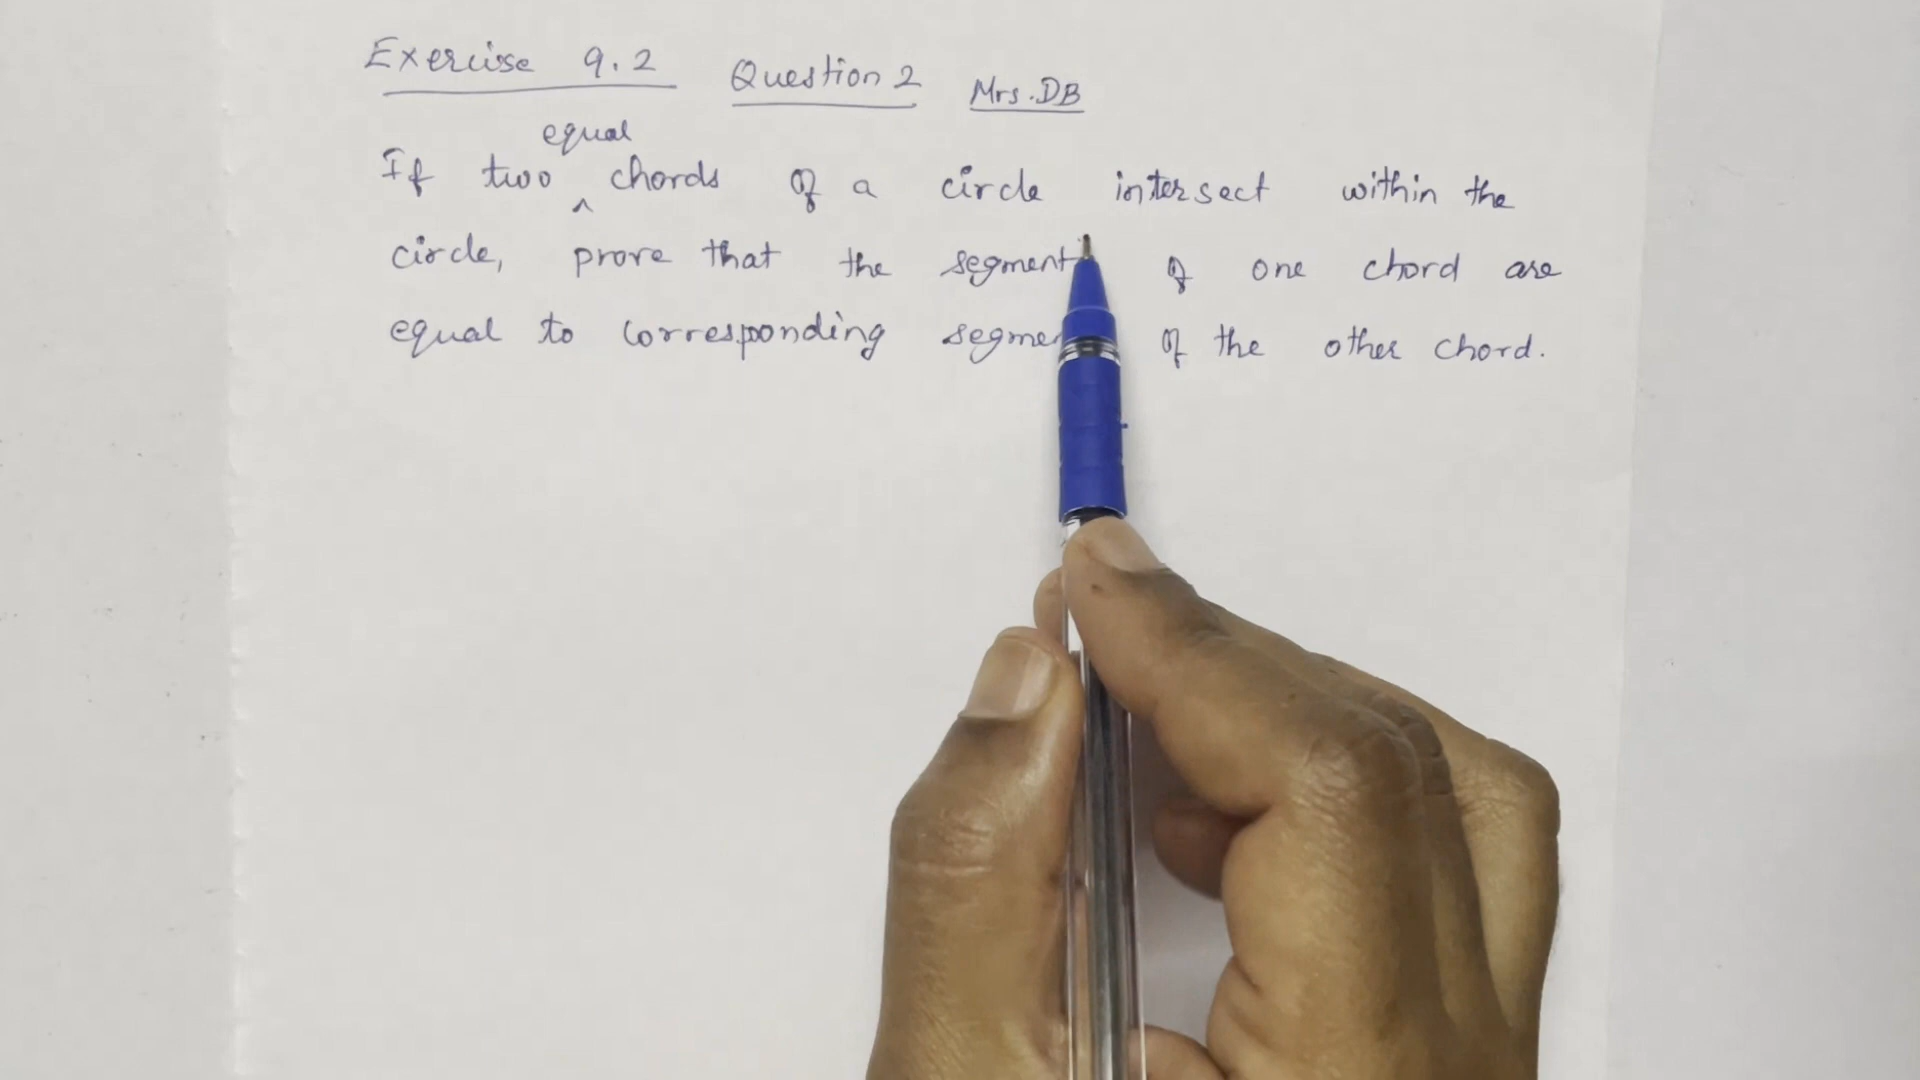 Exercise 9.2 Question 2 Mrs. DB
equal
If two ^ chords of a circle intersect within the
circle, prove that the segment of one chord are
equal to corresponding of the other chord.